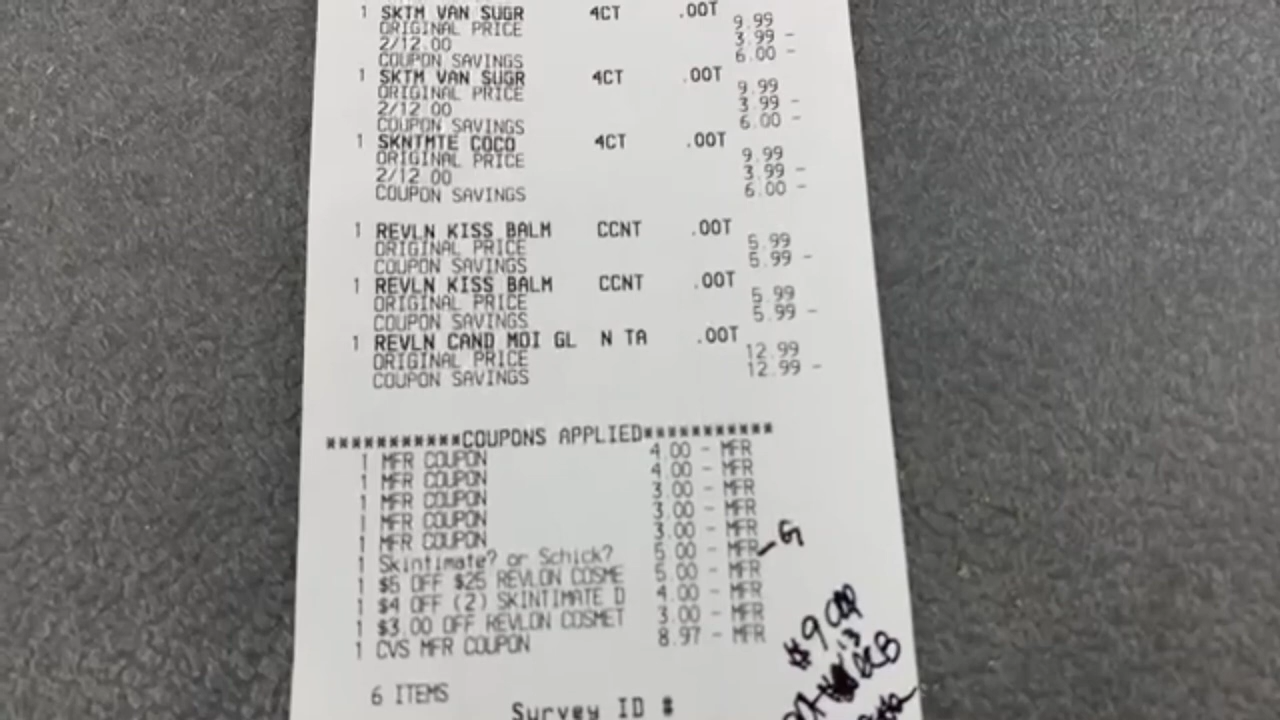 1 SKTM VAN SUGR 4CT .00T
ORIGINAL PRICE 9.99
2/12.00 3.99 -
COUPON SAVINGS 6.00 -
1 SKTM VAN SUGR 4CT .00T
ORIGINAL PRICE 9.99
2/12.00 3.99 -
COUPON SAVINGS 6.00 -
1 SKNTMTE COCO 4CT .00T
ORIGINAL PRICE 9.99
2/12.00 3.99 -
COUPON SAVINGS 6.00 -
1 REVLN KISS BALM CCNT .00T
ORIGINAL PRICE 5.99
COUPON SAVINGS 5.99 -
1 REVLN KISS BALM CCNT .00T
ORIGINAL PRICE 5.99
COUPON SAVINGS 5.99 -
1 REVLN CAND MOI GL N TA .00T
ORIGINAL PRICE 12.99
COUPON SAVINGS 12.99 -
***********COUPONS APPLIED***********
1 MFR COUPON 4.00 - MFR
1 MFR COUPON 4.00 - MFR
1 MFR COUPON 3.00 - MFR
1 MFR COUPON 3.00 - MFR
1 MFR COUPON 3.00 - MFR
1 Skintimate? or Schick? 5.00 - MFR - G
1 $5 OFF $25 REVLON COSME 5.00 - MFR
1 $4 OFF (2) SKINTIMATE D 4.00 - MFR
1 $3.00 OFF REVLON COSMET 3.00 - MFR
1 CVS MFR COUPON 8.97 - MFR
6 ITEMS
Survey ID #
$9